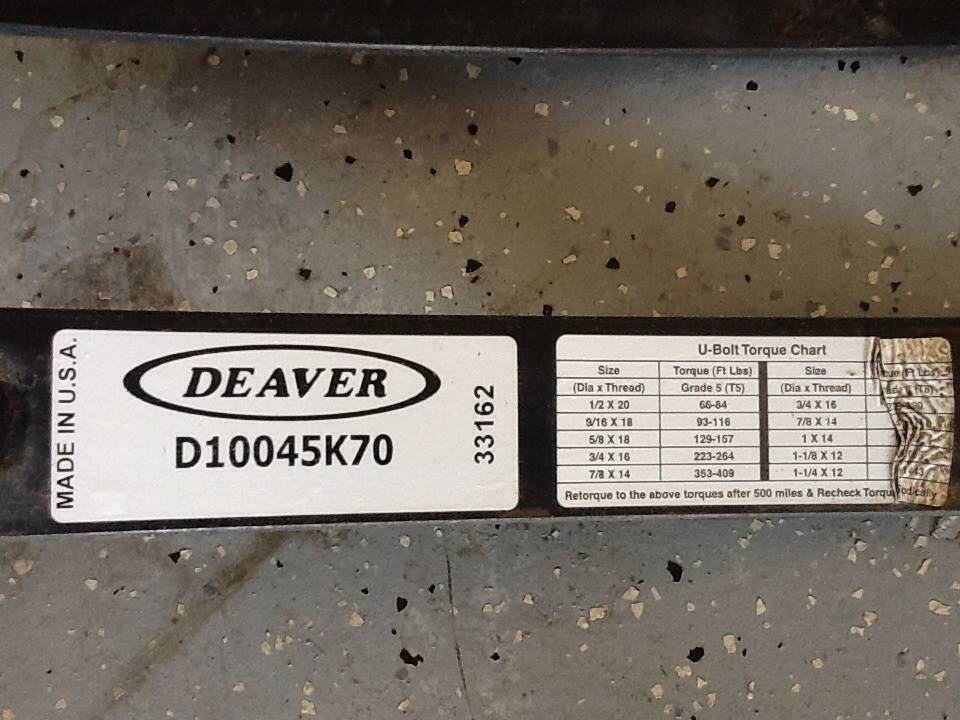 MADE IN U.S.A.
DEAVER
D10045K70
33162
U-Bolt Torque Chart
Size Torque (Ft Lbs) Size (Ft Lbs)
(Dia x Thread) Grade 5 (T5) (Dia x Thread)
1/2 X 20 66-84 3/4 X 16
9/16 X 18 93-116 7/8 X 14
5/8 X 18 129-157 1 X 14
3/4 X 16 223-264 1-1/8 X 12
7/8 X 14 353-409 1-1/4 X 12
Retorque to the above torques after 500 miles & Recheck